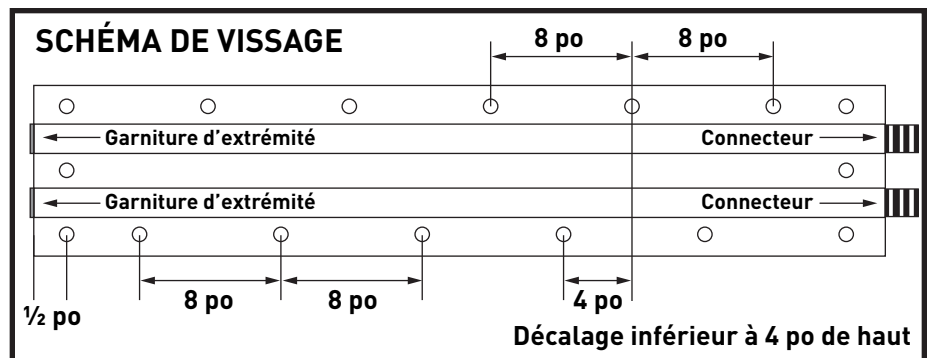 SCHÉMA DE VISSAGE
8 po 8 po
Garniture d’extrémité Connecteur
Garniture d’extrémité Connecteur
½ po 8 po 8 po 4 po
Décalage inférieur à 4 po de haut